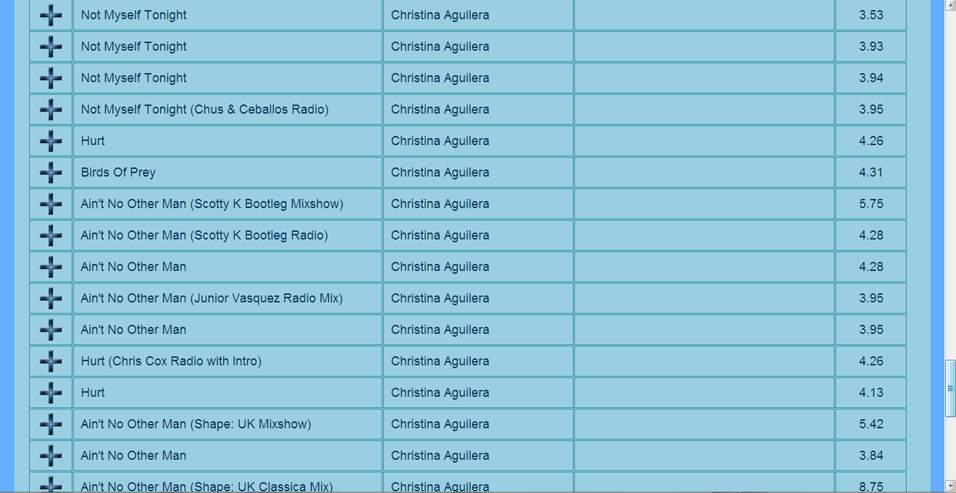 Not Myself Tonight Christina Aguilera 3.53
Not Myself Tonight Christina Aguilera 3.93
Not Myself Tonight Christina Aguilera 3.94
Not Myself Tonight (Chus & Ceballos Radio) Christina Aguilera 3.95
Hurt Christina Aguilera 4.26
Birds Of Prey Christina Aguilera 4.31
Ain't No Other Man (Scotty K Bootleg Mixshow) Christina Aguilera 5.75
Ain't No Other Man (Scotty K Bootleg Radio) Christina Aguilera 4.28
Ain't No Other Man Christina Aguilera 4.28
Ain't No Other Man (Junior Vasquez Radio Mix) Christina Aguilera 3.95
Ain't No Other Man Christina Aguilera 3.95
Hurt (Chris Cox Radio with Intro) Christina Aguilera 4.26
Hurt Christina Aguilera 4.13
Ain't No Other Man (Shape: UK Mixshow) Christina Aguilera 5.42
Ain't No Other Man Christina Aguilera 3.84
Ain't No Other Man (Shape: UK Classica Mix) Christina Aguilera 8.75